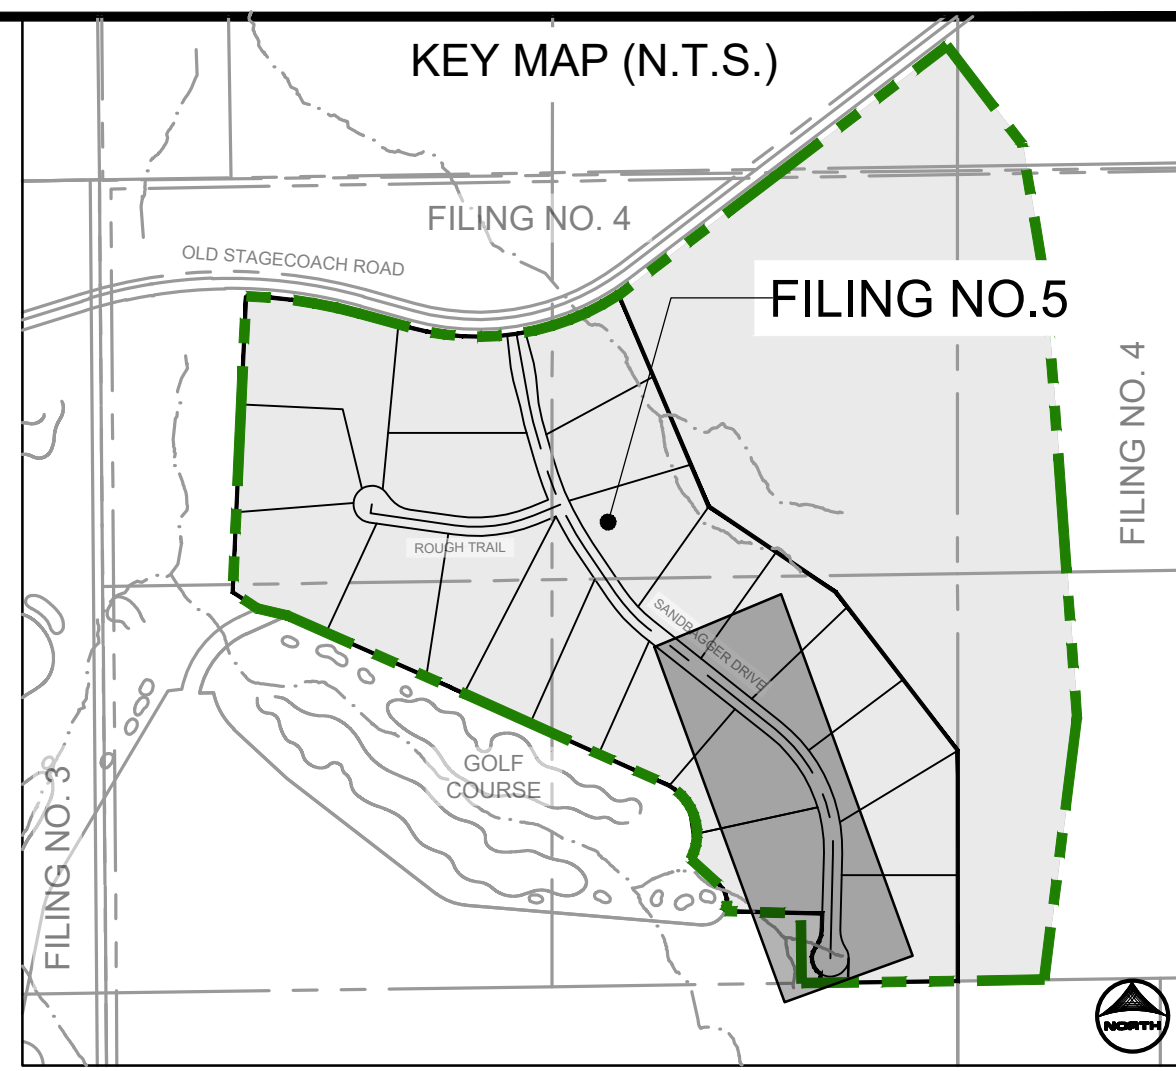 KEY MAP (N.T.S.)
FILING NO. 4
OLD STAGECOACH ROAD
FILING NO.5
FILING NO. 4
ROUGH TRAIL
SANDBAGGER DRIVE
GOLF
COURSE
FILING NO. 3
NORTH